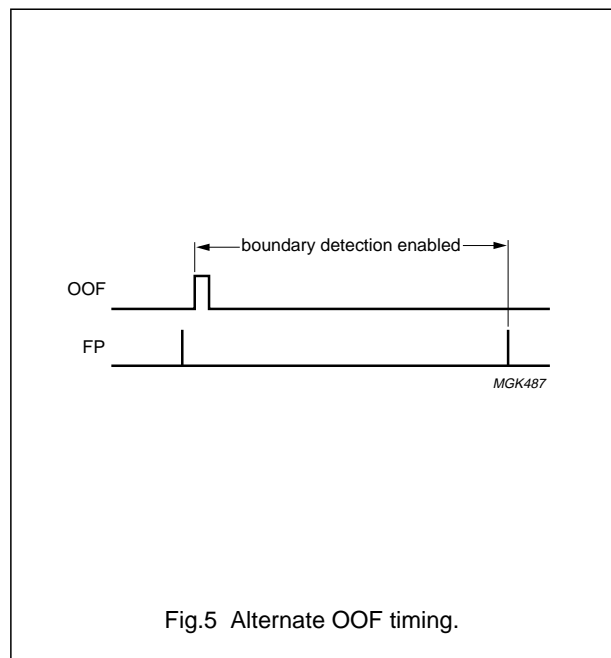 boundary detection enabled
OOF
FP
MGK487
Fig.5 Alternate OOF timing.